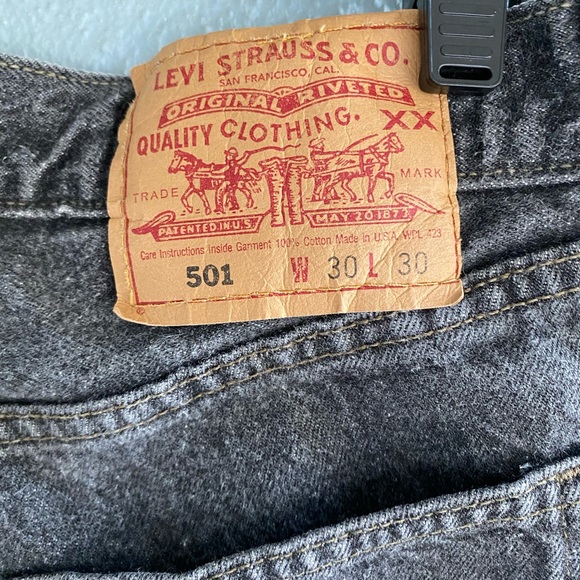 LEVI STRAUSS & CO.
SAN FRANCISCO, CAL.
ORIGINAL RIVETED
QUALITY CLOTHING. XX
TRADE MARK
PATENTED IN U.S. MAY 20 1873
Care Instructions Inside Garment 100% Cotton Made in U.S.A. WPL 423
501 W 30 L 30
®